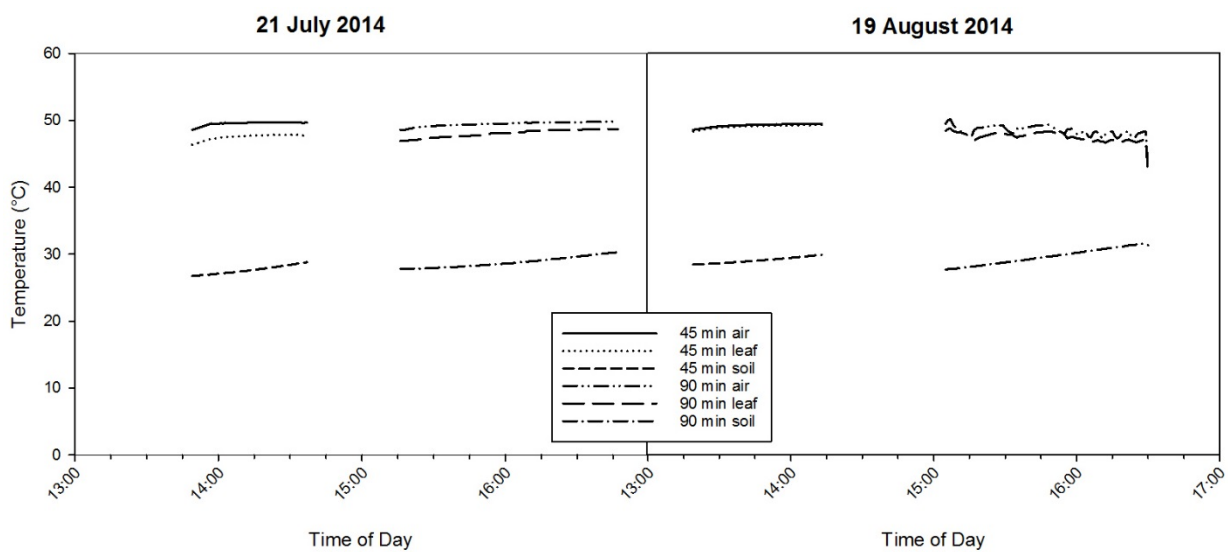 21 July 2014
19 August 2014
Temperature (°C)
60
50
40
30
20
10
0
45 min air
45 min leaf
45 min soil
90 min air
90 min leaf
90 min soil
13:00
14:00
15:00
16:00
13:00
14:00
15:00
16:00
17:00
Time of Day
Time of Day